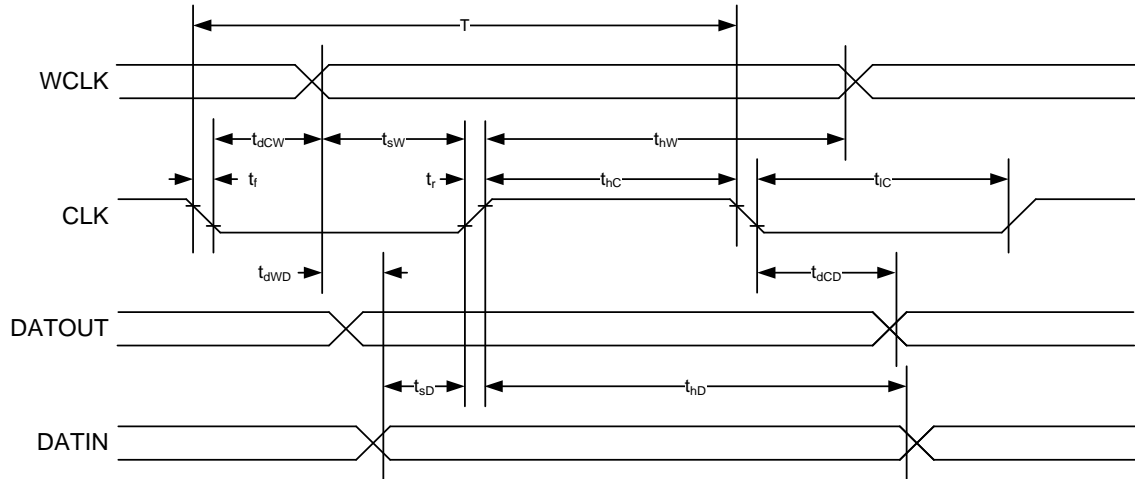 T
WCLK
tdCW
tsW
thW
tf
tr
thC
tlC
CLK
tdWD
tdCD
DATOUT
tsD
thD
DATIN